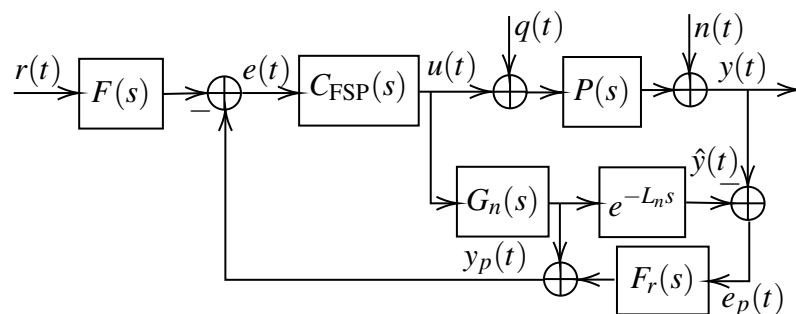 q(t)
n(t)
r(t)
F(s)
e(t)
C_FSP(s)
u(t)
P(s)
y(t)
−
G_n(s)
e^{-L_n s}
ŷ(t)
−
y_p(t)
F_r(s)
e_p(t)